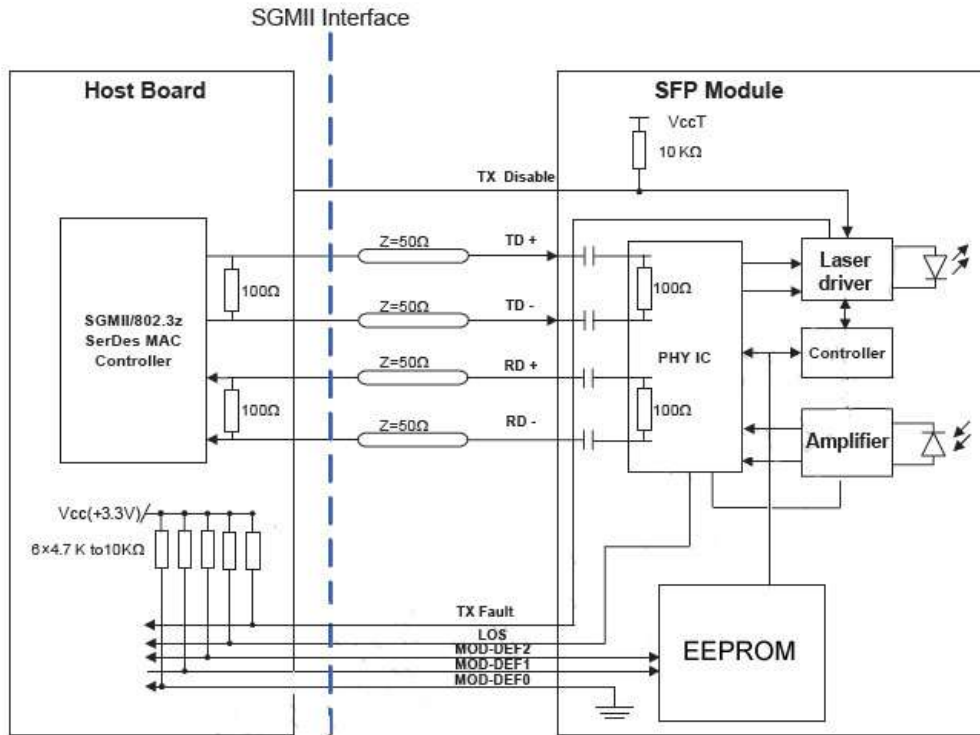 SGMII Interface
Host Board
SFP Module
VccT
10 KΩ
TX Disable
Z=50Ω
TD +
100Ω
Z=50Ω
TD -
100Ω
Laser
driver
SGMII/802.3z
SerDes MAC
Controller
Z=50Ω
RD +
PHY IC
Controller
100Ω
Z=50Ω
RD -
100Ω
Amplifier
Vcc(+3.3V)
6×4.7 K to10KΩ
TX Fault
LOS
MOD-DEF2
MOD-DEF1
MOD-DEF0
EEPROM